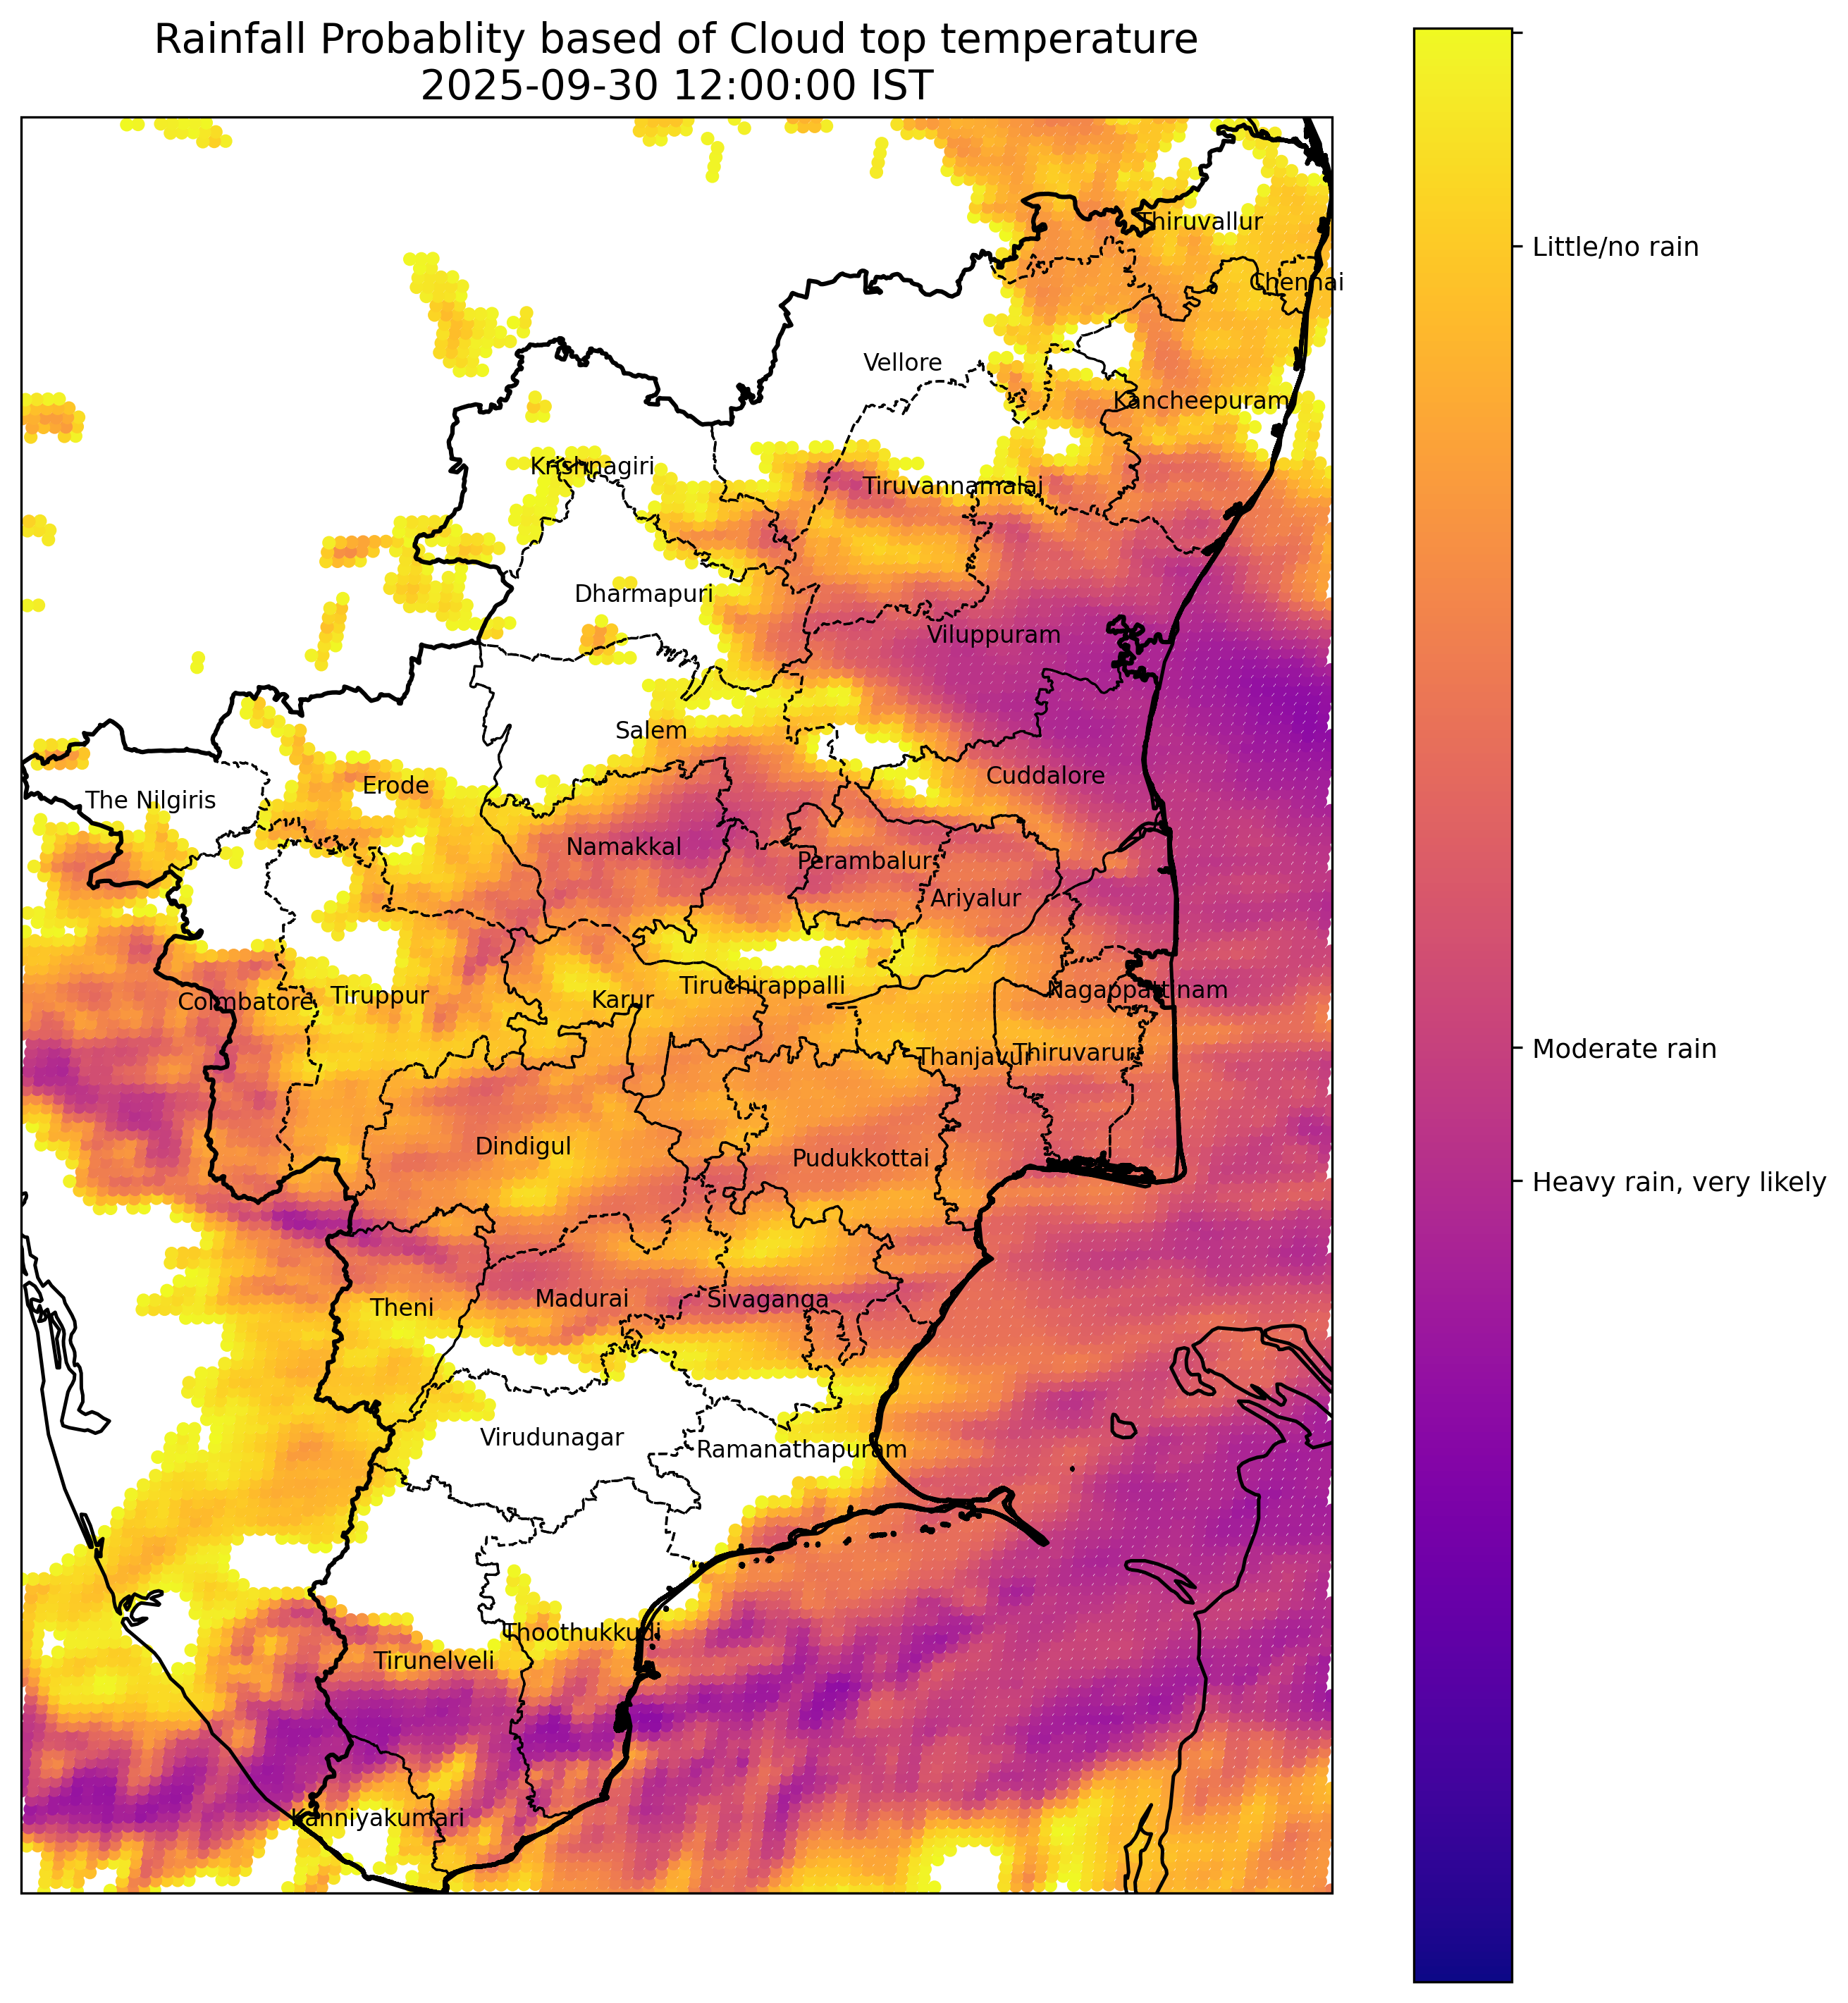 Rainfall Probablity based of Cloud top temperature
2025-09-30 12:00:00 IST
Thiruvallur
Chennai
Vellore
Kancheepuram
Krishnagiri
Tiruvannamalai
Dharmapuri
Viluppuram
Salem
Cuddalore
Erode
The Nilgiris
Namakkal
Perambalur
Ariyalur
Tiruchirappalli
Nagappattinam
Coimbatore
Tiruppur
Karur
Thanjavur
Thiruvarur
Dindigul
Pudukkottai
Theni
Madurai
Sivaganga
Virudunagar
Ramanathapuram
Thoothukkudi
Tirunelveli
Kanniyakumari
Little/no rain
Moderate rain
Heavy rain, very likely